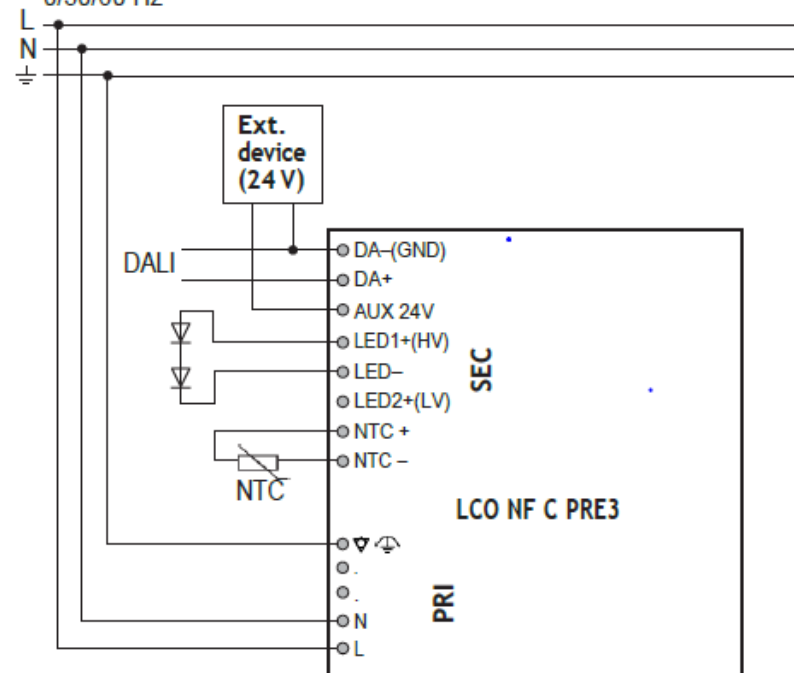 L
N
Ext.
device
(24 V)
DALI
DA–(GND)
DA+
AUX 24V
LED1+(HV)
LED–
LED2+(LV)
NTC +
NTC –
NTC
SEC
LCO NF C PRE3
.
.
N
L
PRI